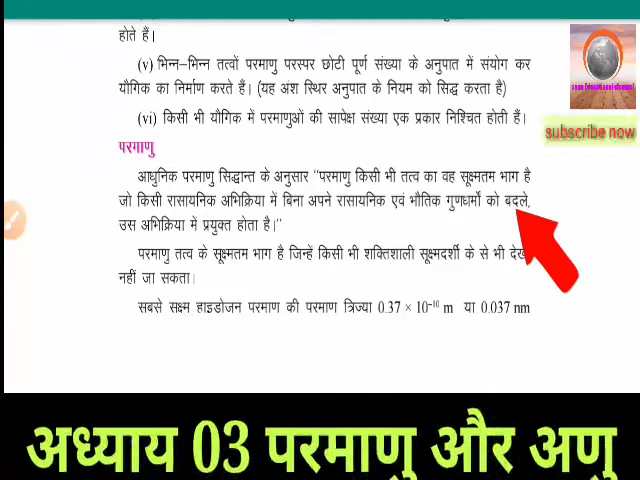 होते हैं।
(v) भिन्न–भिन्न तत्वों परमाणु परस्पर छोटी पूर्ण संख्या के अनुपात में संयोग कर
यौगिक का निर्माण करते हैं। (यह अंश स्थिर अनुपात के नियम को सिद्ध करता है)
(vi) किसी भी यौगिक में परमाणुओं की सापेक्ष संख्या एक प्रकार निश्चित होती हैं।
परमाणु
आधुनिक परमाणु सिद्धान्त के अनुसार "परमाणु किसी भी तत्व का वह सूक्ष्मतम भाग है
जो किसी रासायनिक अभिक्रिया में बिना अपने रासायनिक एवं भौतिक गुणधर्मों को बदले,
उस अभिक्रिया में प्रयुक्त होता है।"
परमाणु तत्व के सूक्ष्मतम भाग है जिन्हें किसी भी शक्तिशाली सूक्ष्मदर्शी के से भी देख
नहीं जा सकता।
सबसे सक्ष्म हाइडोजन परमाण की परमाण त्रिज्या 0.37 × 10⁻¹⁰ m या 0.037 nm
subscribe now
अध्याय 03 परमाणु और अणु